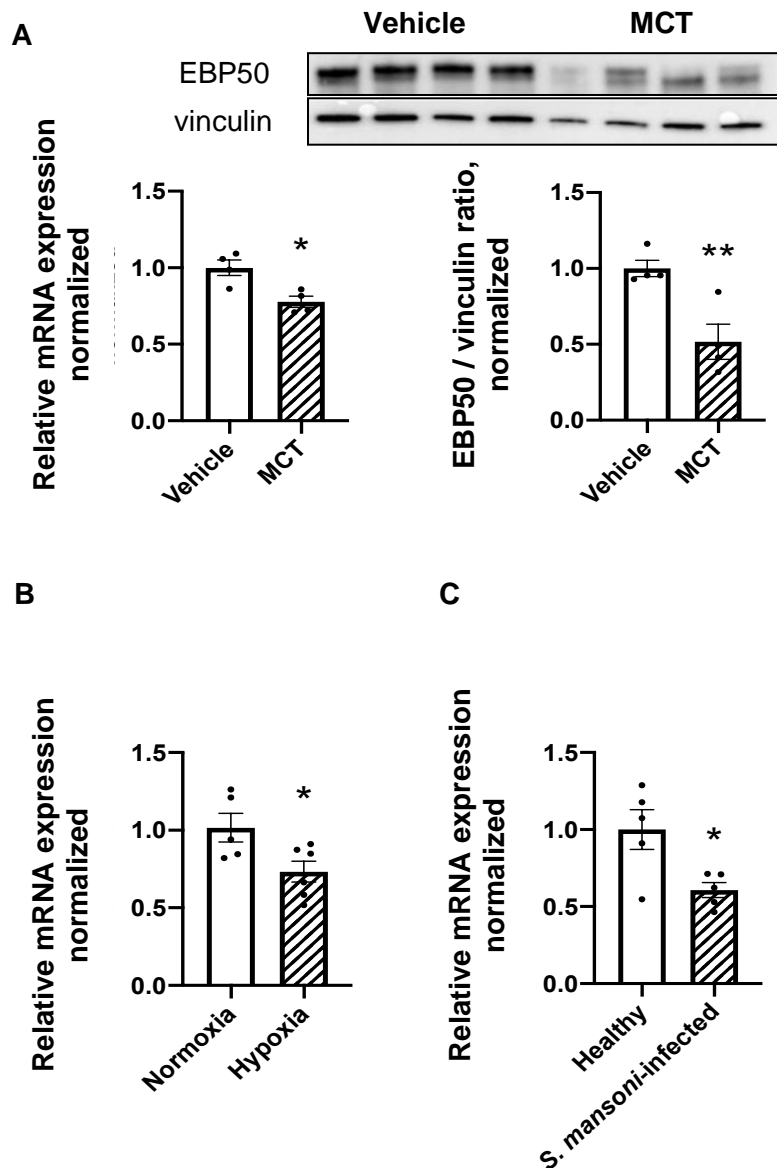 A
Vehicle MCT
EBP50
vinculin
Relative mRNA expression
normalized
1.5
1.0
0.5
0.0
*
Vehicle
MCT
EBP50 / vinculin ratio,
normalized
1.5
1.0
0.5
0.0
**
Vehicle
MCT
B
Relative mRNA expression
normalized
1.5
1.0
0.5
0.0
*
Normoxia
Hypoxia
C
Relative mRNA expression
normalized
1.5
1.0
0.5
0.0
*
Healthy
S. mansoni-infected